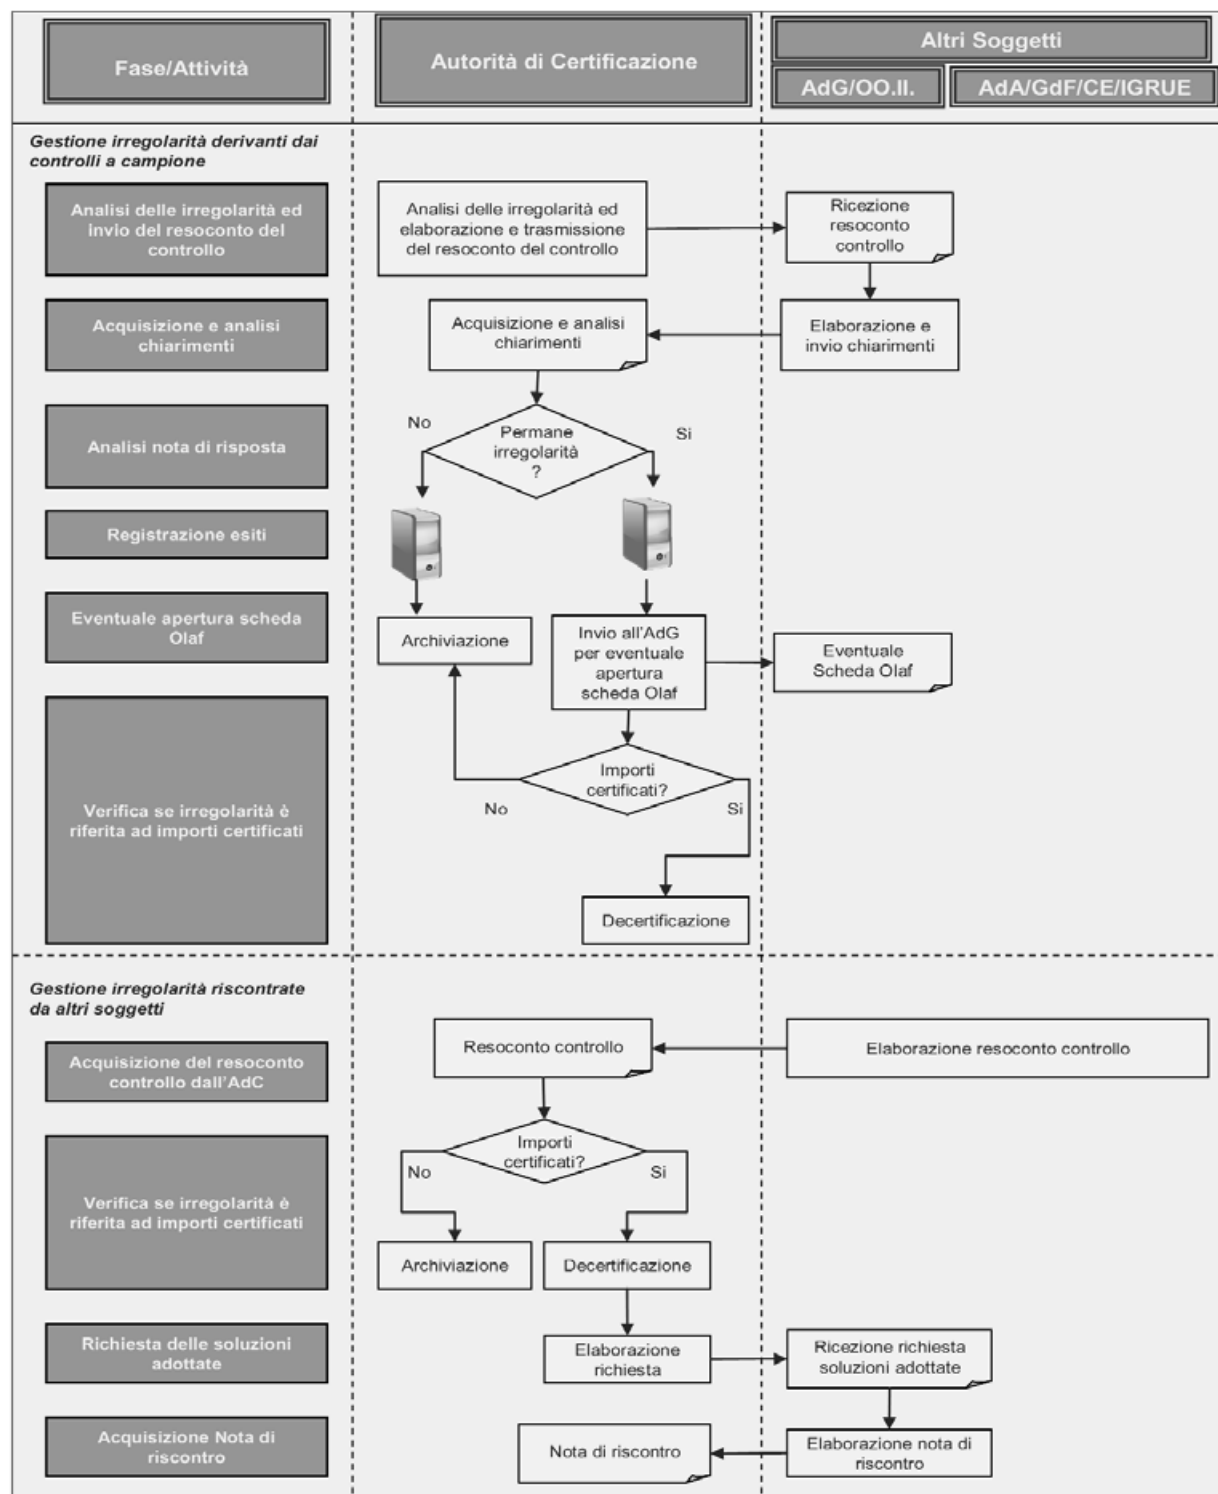 Fase/Attività
Autorità di Certificazione
Altri Soggetti
AdG/OO.II.
AdA/GdF/CE/IGRUE
Gestione irregolarità derivanti dai
controlli a campione
Analisi delle irregolarità ed
invio del resoconto del
controllo
Analisi delle irregolarità ed
elaborazione e trasmissione
del resoconto del controllo
Ricezione
resoconto
controllo
Acquisizione e analisi
chiarimenti
Acquisizione e analisi
chiarimenti
Elaborazione e
invio chiarimenti
Analisi nota di risposta
No
Permane
irregolarità
?
Si
Registrazione esiti
Eventuale apertura scheda
Olaf
Archiviazione
Invio all'AdG
per eventuale
apertura
scheda Olaf
Eventuale
Scheda Olaf
Verifica se irregolarità è
riferita ad importi certificati
Importi
certificati?
No
Si
Decertificazione
Gestione irregolarità riscontrate
da altri soggetti
Acquisizione del resoconto
controllo dall'AdC
Resoconto controllo
Elaborazione resoconto controllo
Verifica se irregolarità è
riferita ad importi certificati
Importi
certificati?
No
Si
Archiviazione
Decertificazione
Richiesta delle soluzioni
adottate
Elaborazione
richiesta
Ricezione richiesta
soluzioni adottate
Acquisizione Nota di
riscontro
Nota di riscontro
Elaborazione nota di
riscontro